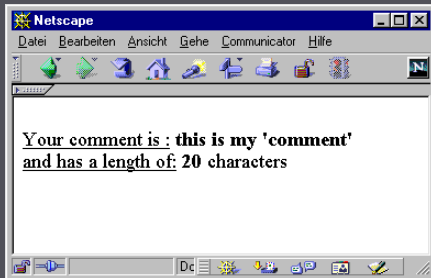 Netscape
Datei Bearbeiten Ansicht Gehe Communicator Hilfe
N
Your comment is : this is my 'comment'
and has a length of: 20 characters
Dc